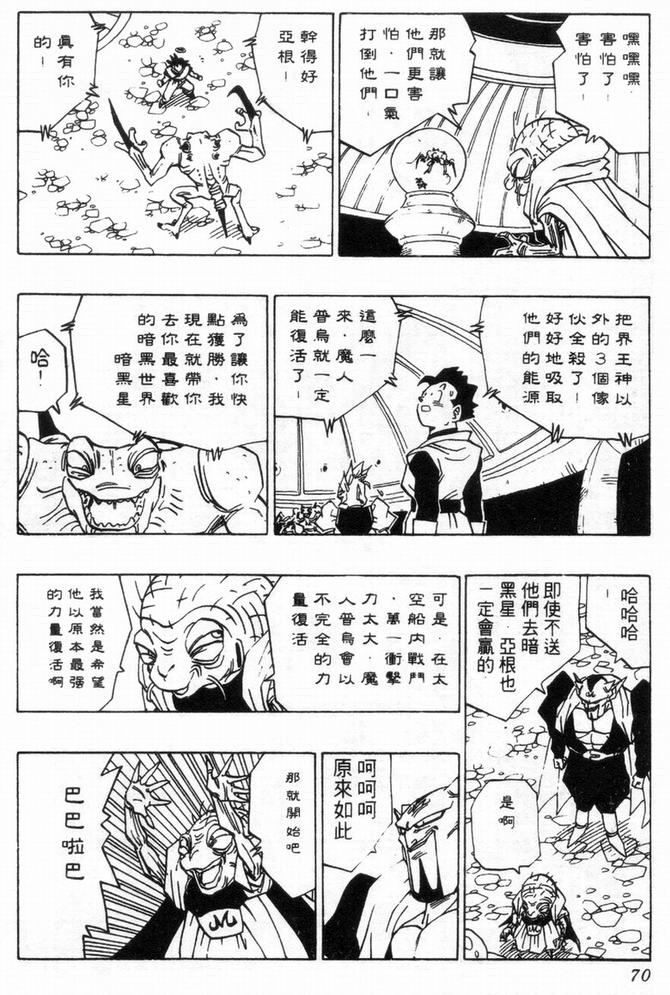 嘿嘿嘿．
害怕了－
害怕了－
那就讓
他們更害
怕．一口氣
打倒他們－
幹得好
亞根－
真有你
的－
把界王神以
外的３個傢
伙全殺了－
好好地吸取
他們的能源
這麼一
來．魔人
普烏就一定
能復活了－
為了讓你快
點獲勝．我
現在就帶你
去你最喜歡
的暗黑世界
暗黑星
哈－
哈哈哈
即使不送
他們去暗
黑星．亞根也
一定會贏的．
是啊
可是．在太
空船內戰鬥
．萬一衝擊
力太大．魔
人普烏會以
不完全的力
量復活
我當然是希望
他以原本最強
的力量復活啊
呵呵呵
原來如此
那就開始吧
巴巴啦巴
M
70